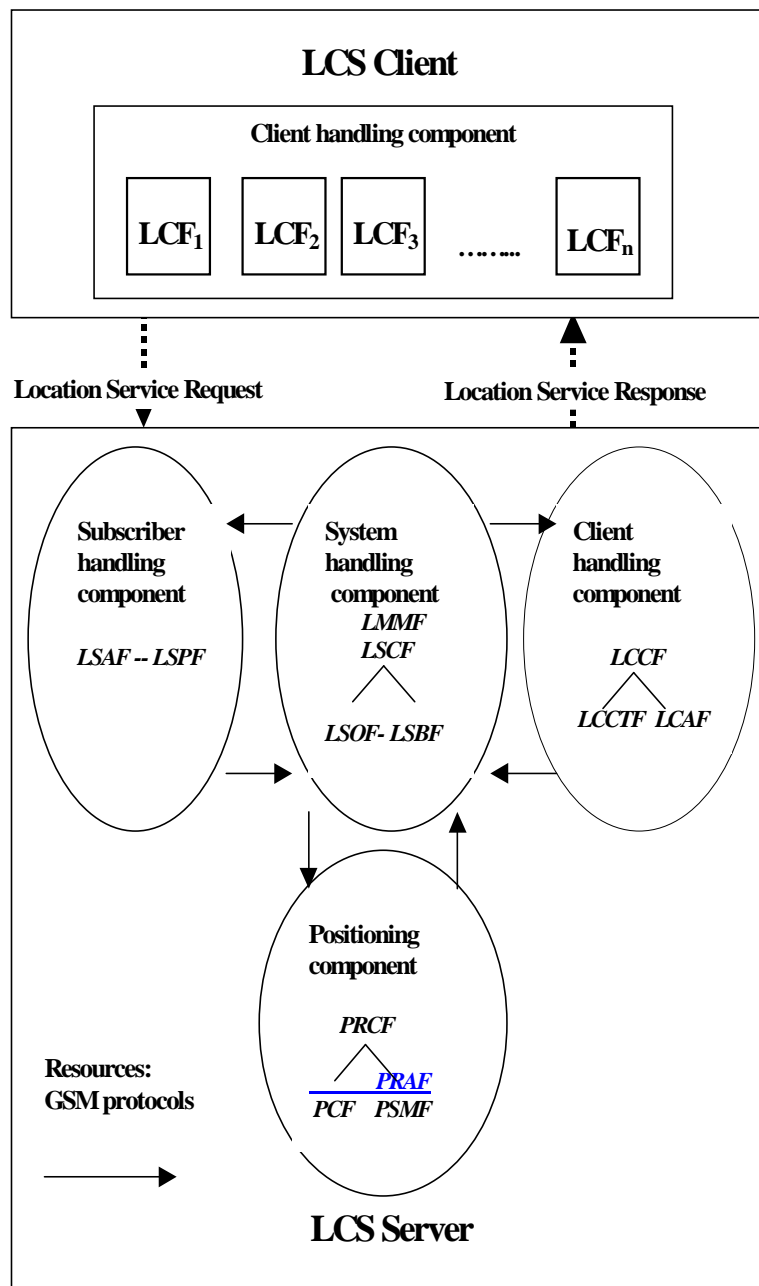 LCS Client
Client handling component
LCF1 LCF2 LCF3 ……... LCFn
Location Service Request
Location Service Response
Subscriber
handling
component
LSAF -- LSPF
System
handling
component
LMMF
LSCF
LSOF- LSBF
Client
handling
component
LCCF
LCCTF LCAF
Positioning
component
PRCF
PRAF
PCF PSMF
Resources:
GSM protocols
LCS Server